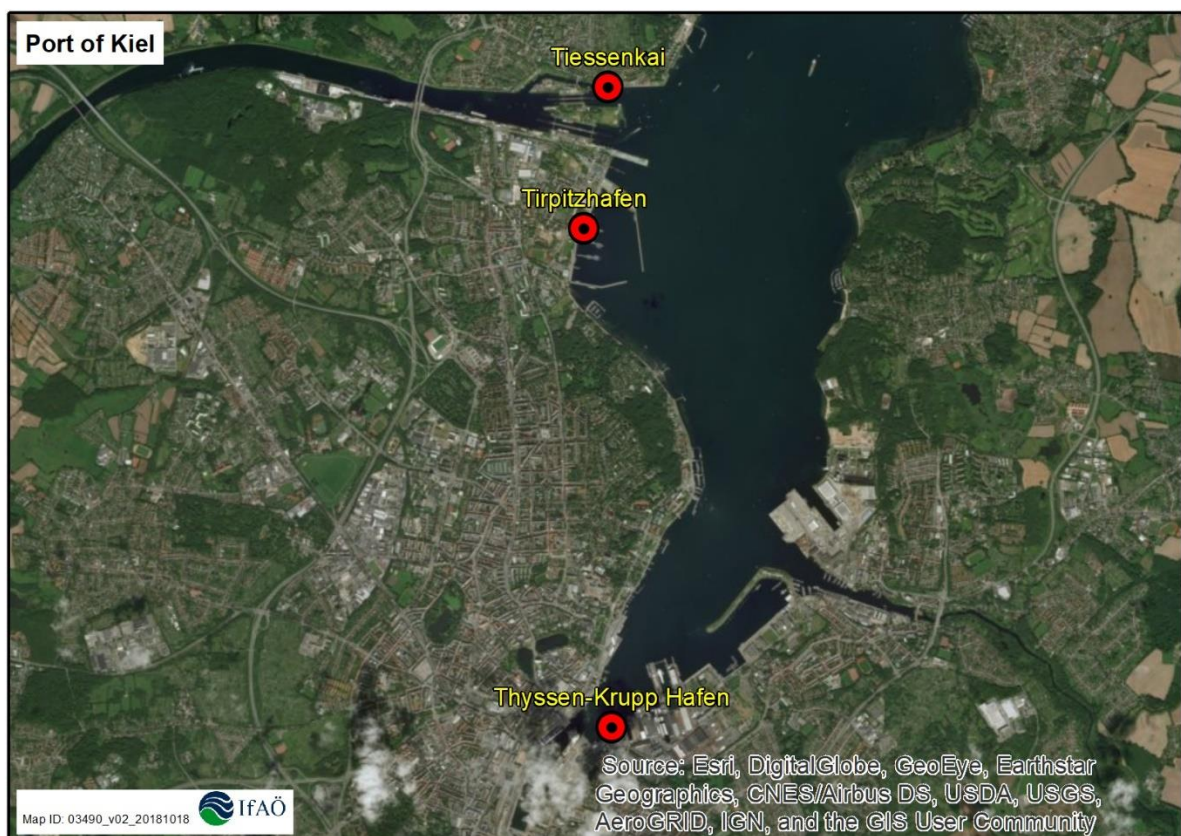 Port of Kiel
Tiessenkai
Tirpitzhafen
Thyssen-Krupp Hafen
Source: Esri, DigitalGlobe, GeoEye, Earthstar
Geographics, CNES/Airbus DS, USDA, USGS,
AeroGRID, IGN, and the GIS User Community
Map ID: 03490_v02_20181018
IfAÖ